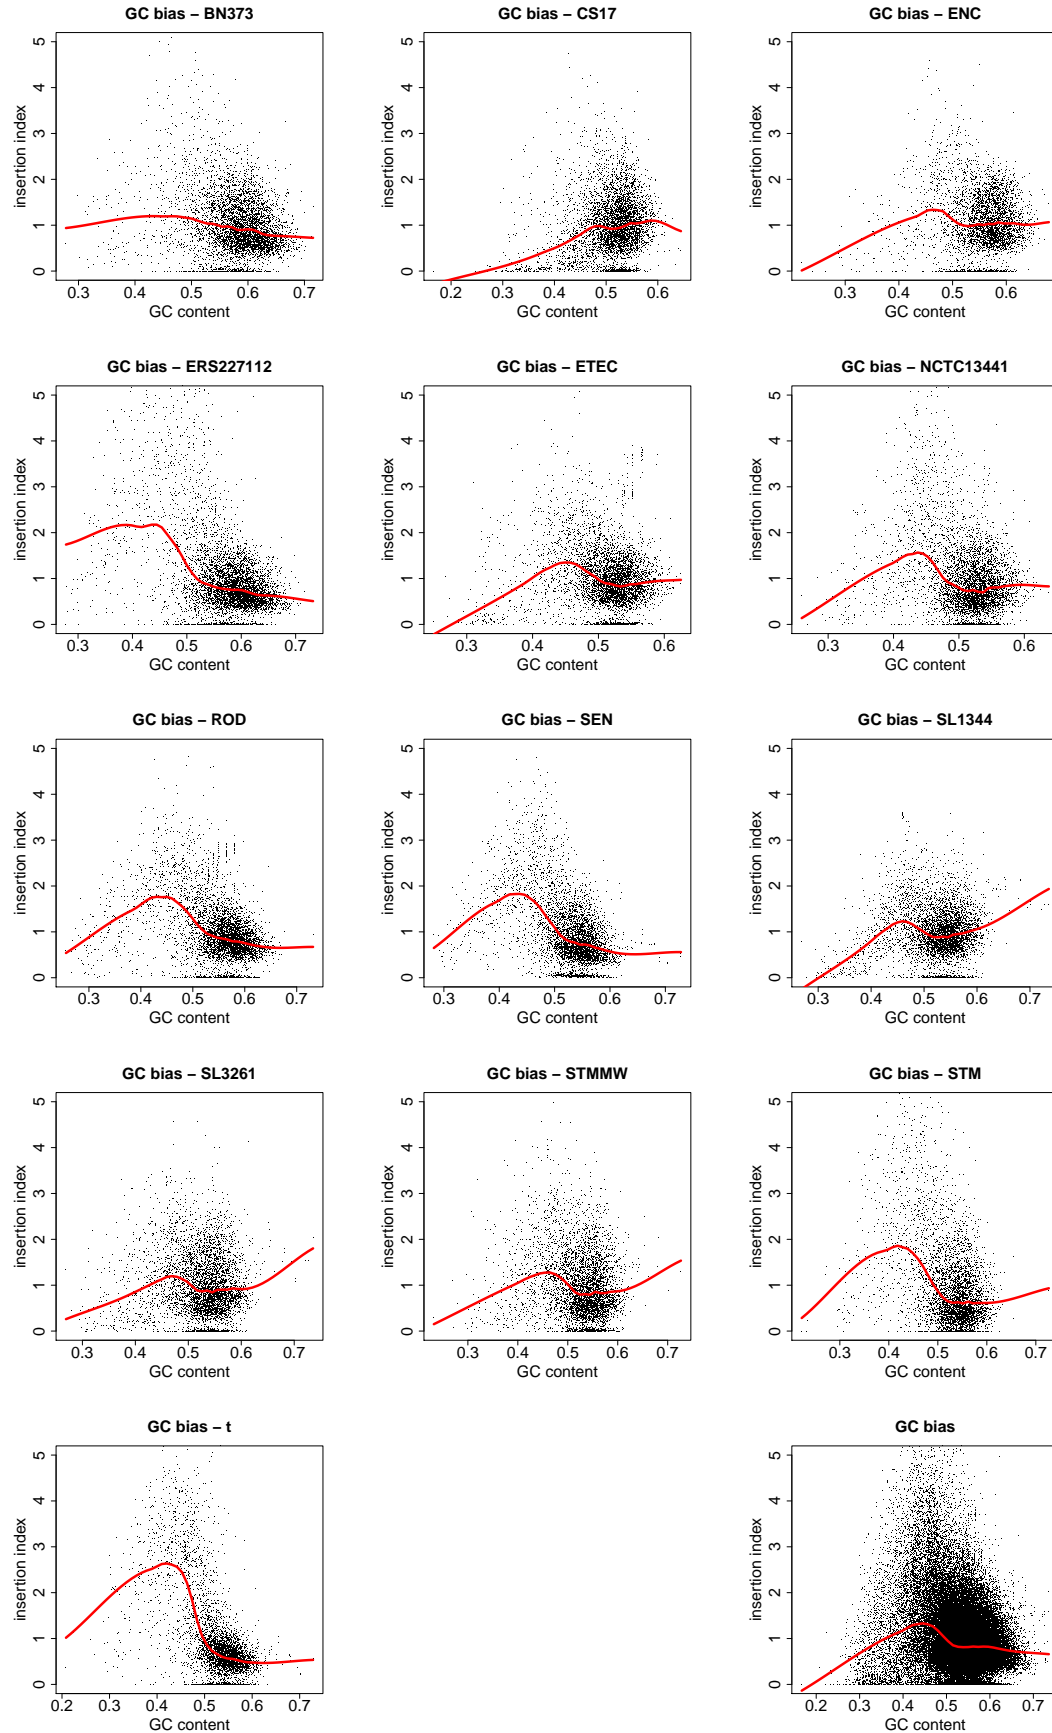 GC bias – BN373
GC bias – CS17
GC bias – ENC
insertion index
0 1 2 3 4 5
0.3 0.4 0.5 0.6 0.7
GC content
insertion index
0 1 2 3 4 5
0.2 0.3 0.4 0.5 0.6
GC content
insertion index
0 1 2 3 4 5
0.3 0.4 0.5 0.6
GC content
GC bias – ERS227112
GC bias – ETEC
GC bias – NCTC13441
insertion index
0 1 2 3 4 5
0.3 0.4 0.5 0.6 0.7
GC content
insertion index
0 1 2 3 4 5
0.3 0.4 0.5 0.6
GC content
insertion index
0 1 2 3 4 5
0.3 0.4 0.5 0.6
GC content
GC bias – ROD
GC bias – SEN
GC bias – SL1344
insertion index
0 1 2 3 4 5
0.3 0.4 0.5 0.6 0.7
GC content
insertion index
0 1 2 3 4 5
0.3 0.4 0.5 0.6 0.7
GC content
insertion index
0 1 2 3 4 5
0.3 0.4 0.5 0.6 0.7
GC content
GC bias – SL3261
GC bias – STMMW
GC bias – STM
insertion index
0 1 2 3 4 5
0.3 0.4 0.5 0.6 0.7
GC content
insertion index
0 1 2 3 4 5
0.3 0.4 0.5 0.6 0.7
GC content
insertion index
0 1 2 3 4 5
0.3 0.4 0.5 0.6 0.7
GC content
GC bias – t
GC bias
insertion index
0 1 2 3 4 5
0.2 0.3 0.4 0.5 0.6 0.7
GC content
insertion index
0 1 2 3 4 5
0.2 0.3 0.4 0.5 0.6 0.7
GC content